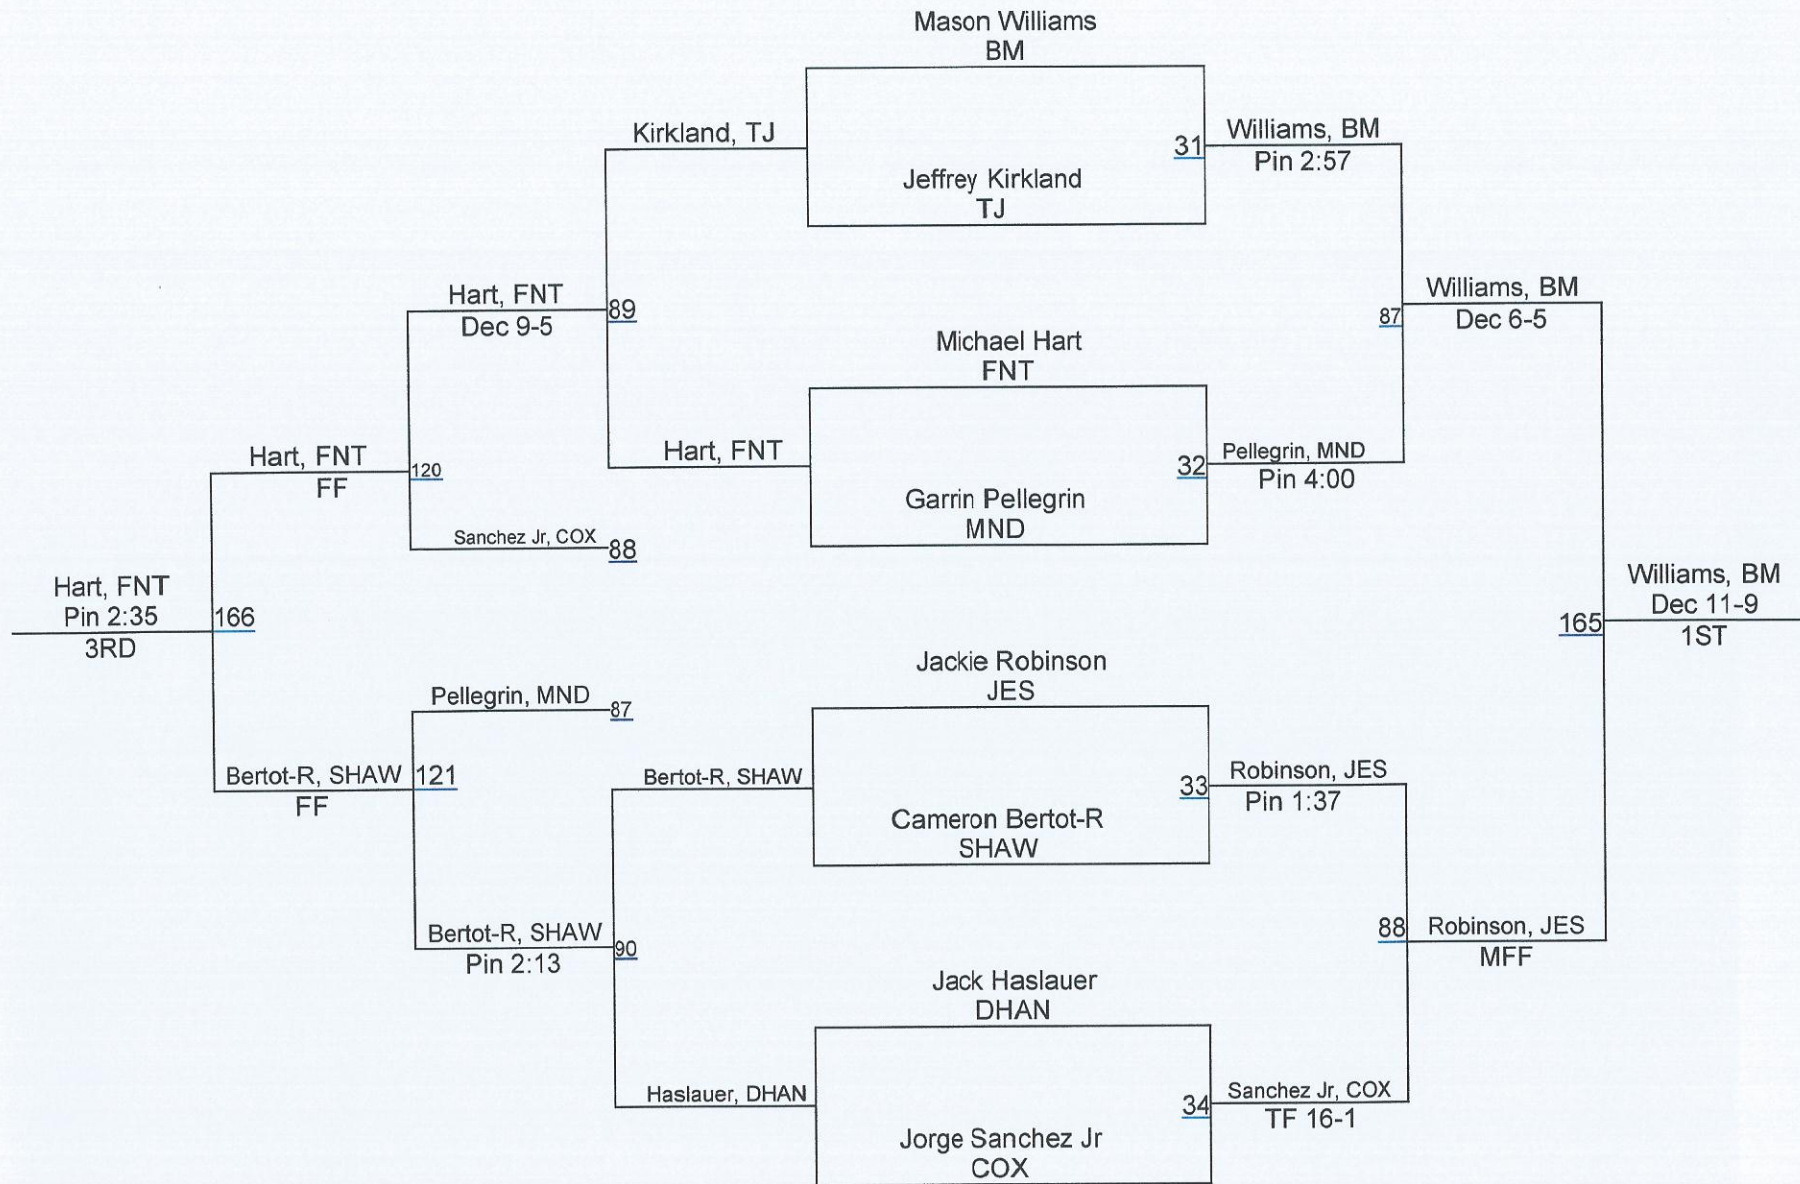 Mason Williams
BM
Kirkland, TJ
31
Williams, BM
Pin 2:57
Jeffrey Kirkland
TJ
Hart, FNT
Dec 9-5
89
87
Williams, BM
Dec 6-5
Michael Hart
FNT
Hart, FNT
FF
120
Hart, FNT
32
Pellegrin, MND
Pin 4:00
Garrin Pellegrin
MND
Sanchez Jr, COX
88
Hart, FNT
Pin 2:35
3RD
166
165
Williams, BM
Dec 11-9
1ST
Jackie Robinson
JES
Pellegrin, MND
87
Bertot-R, SHAW
FF
121
Bertot-R, SHAW
33
Robinson, JES
Pin 1:37
Cameron Bertot-R
SHAW
Bertot-R, SHAW
Pin 2:13
90
88
Robinson, JES
MFF
Jack Haslauer
DHAN
Haslauer, DHAN
34
Sanchez Jr, COX
TF 16-1
Jorge Sanchez Jr
COX